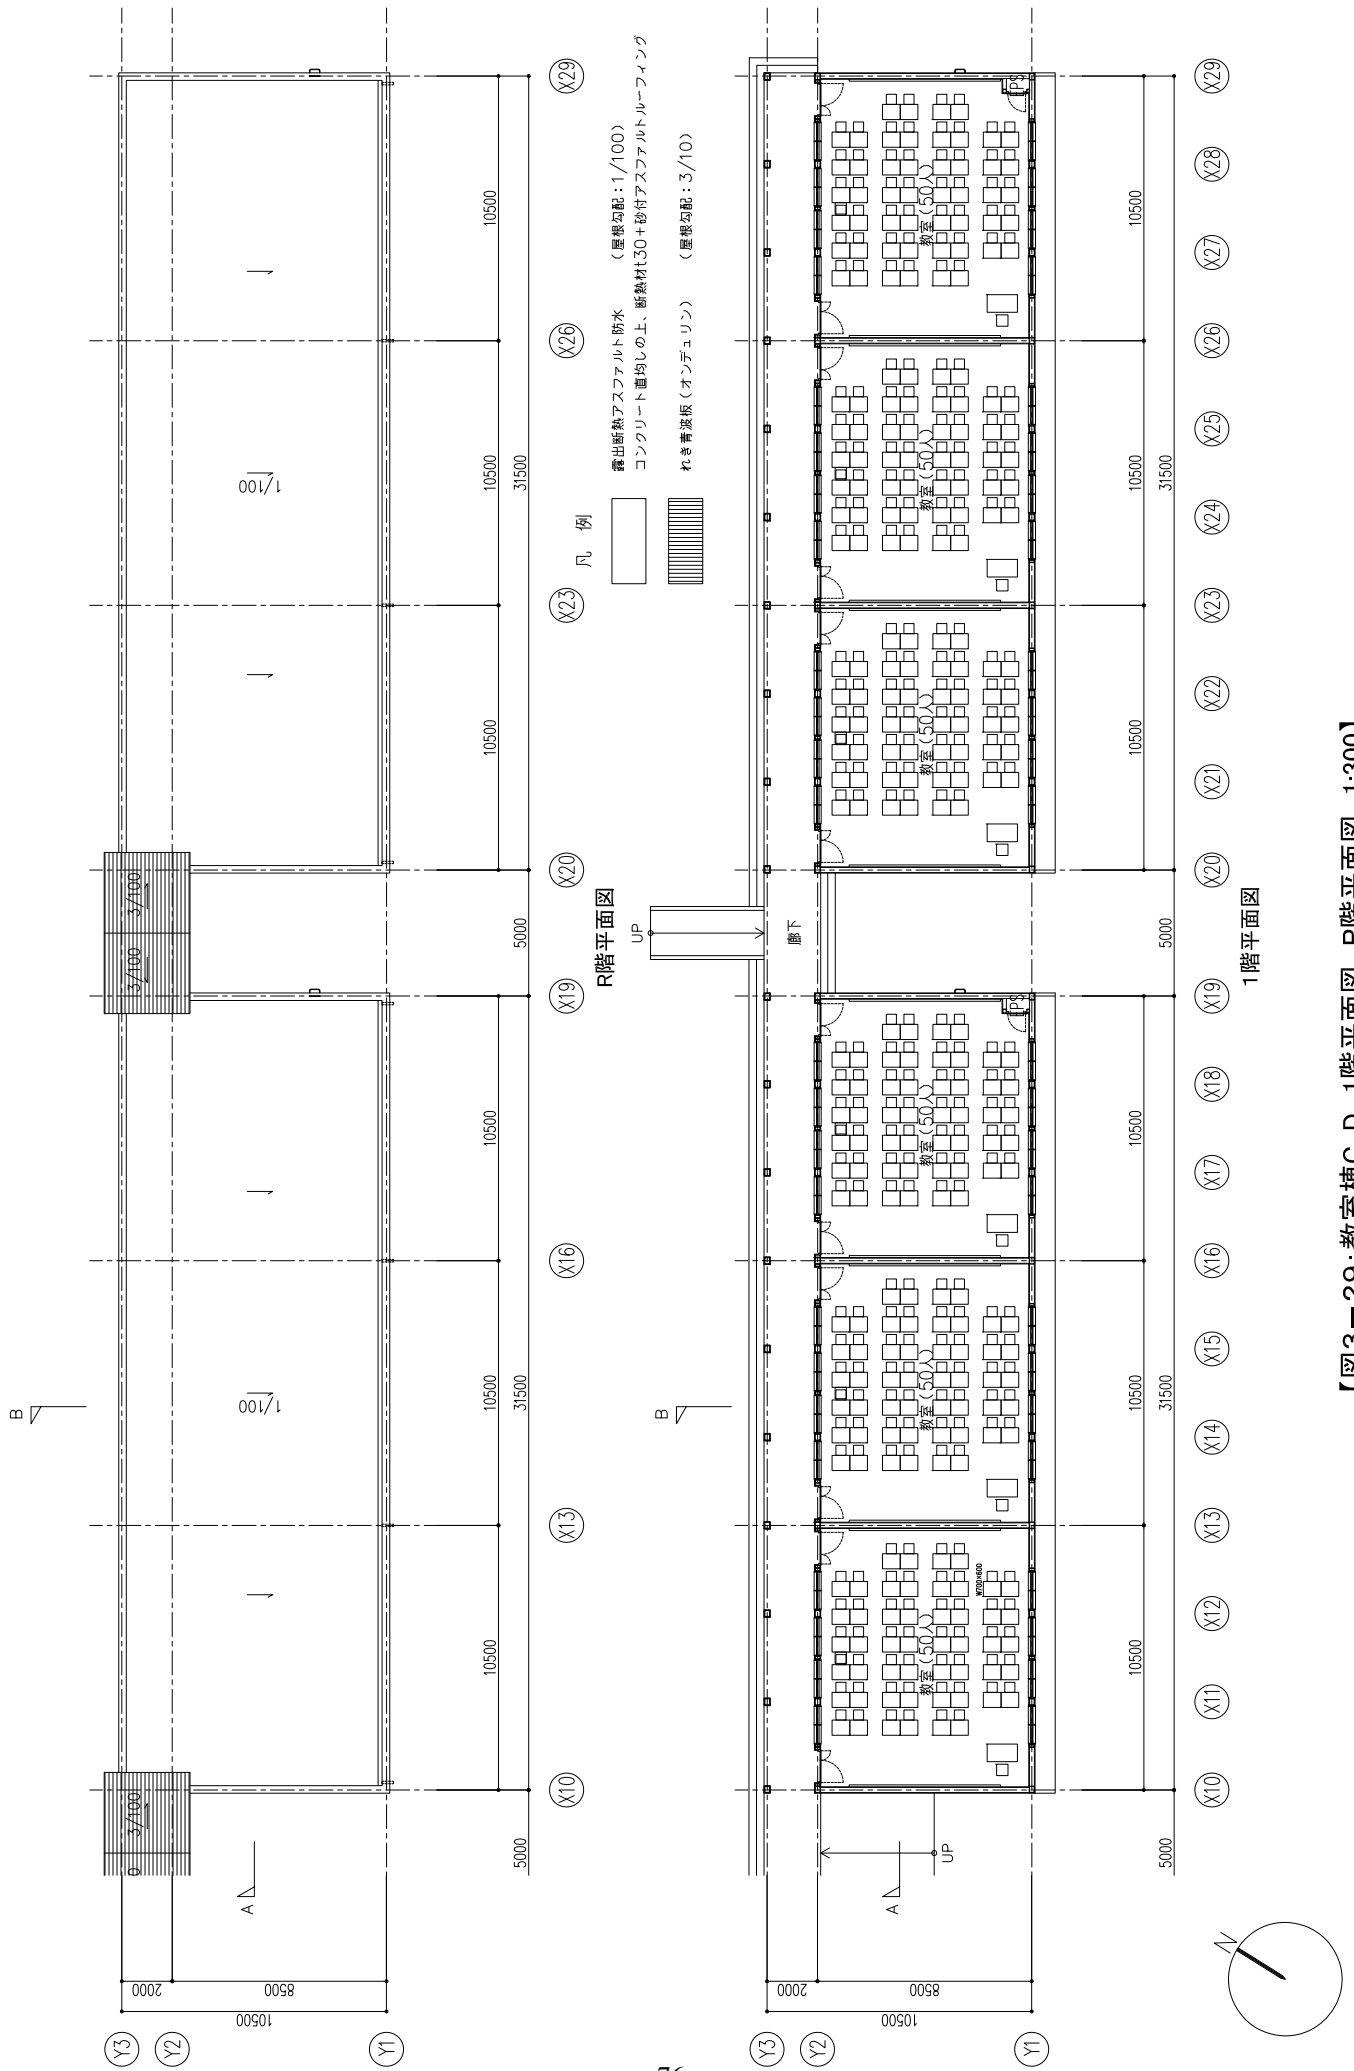 B
A
1/100
1/100
3/100
3/100
3/100
10500
10500
10500
10500
10500
10500
5000
31500
5000
31500
2000
8500
10500
Y3
Y2
Y1
X10
X13
X16
X19
X20
X23
X26
X29
R階平面図
凡 例
露出断熱アスファルト防水 (屋根勾配:1/100)
コンクリート直均しの上、断熱材t30+砂付アスファルトルーフィング
れき青波板(オンデュリン) (屋根勾配:3/10)
B
A
UP
UP
廊下
教室(50人)
教室(50人)
教室(50人)
教室(50人)
教室(50人)
教室(50人)
W700×600
PS
PS
10500
10500
10500
10500
10500
10500
5000
31500
5000
31500
2000
8500
10500
Y3
Y2
Y1
X10
X11
X12
X13
X14
X15
X16
X17
X18
X19
X20
X21
X22
X23
X24
X25
X26
X27
X28
X29
1階平面図
N
【図3-29:教室棟C、D 1階平面図、R階平面図 1:300】